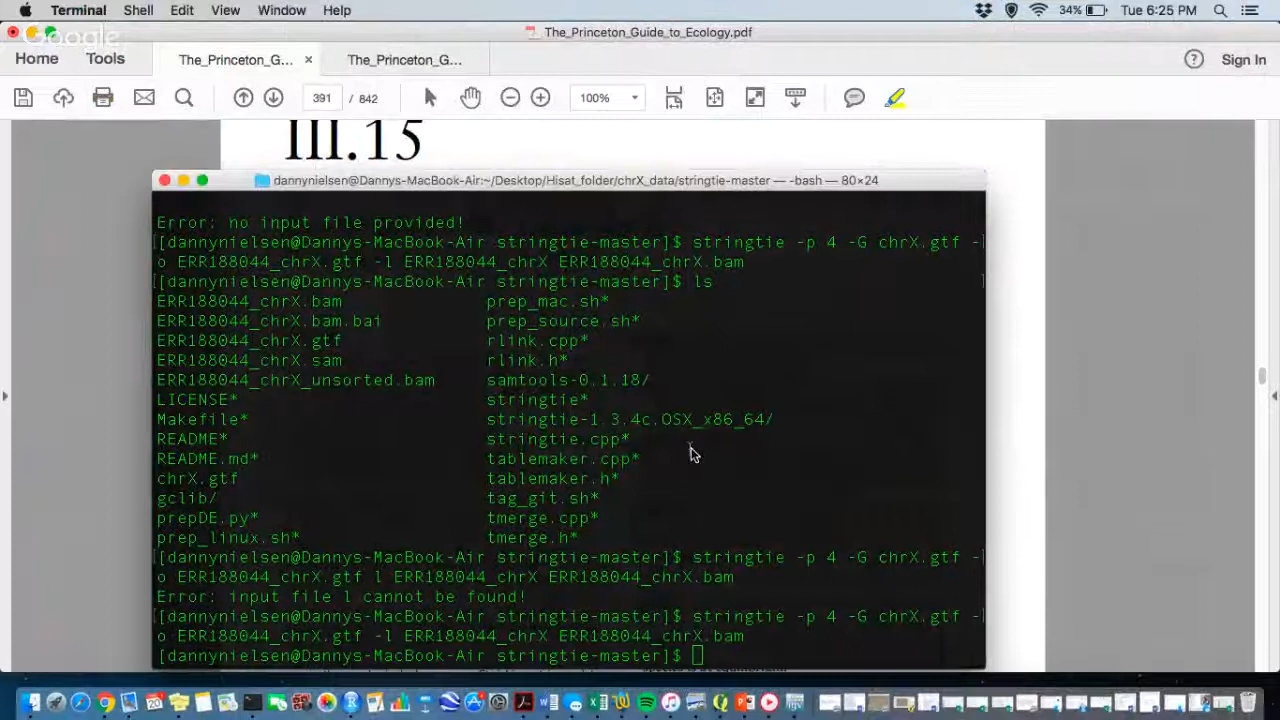 Terminal Shell Edit View Window Help 34% Tue 6:25 PM
Google
The_Princeton_Guide_to_Ecology.pdf
Home Tools The_Princeton_G... × The_Princeton_G... ? Sign In
391 / 642 100%
III.15
dannynielsen@Dannys-MacBook-Air:~/Desktop/Hisat_folder/chrX_data/stringtie-master — -bash — 80×24
Error: no input file provided!
[[dannynielsen@Dannys-MacBook-Air stringtie-master]$ stringtie -p 4 -G chrX.gtf -]
o ERR188044_chrX.gtf -l ERR188044_chrX ERR188044_chrX.bam
[[dannynielsen@Dannys-MacBook-Air stringtie-master]$ ls ]
ERR188044_chrX.bam prep_mac.sh*
ERR188044_chrX.bam.bai prep_source.sh*
ERR188044_chrX.gtf rlink.cpp*
ERR188044_chrX.sam rlink.h*
ERR188044_chrX_unsorted.bam samtools-0.1.18/
LICENSE* stringtie*
Makefile* stringtie-1.3.4c.OSX_x86_64/
README* stringtie.cpp*
README.md* tablemaker.cpp*
chrX.gtf tablemaker.h*
gclib/ tag_git.sh*
prepDE.py* tmerge.cpp*
prep_linux.sh* tmerge.h*
[[dannynielsen@Dannys-MacBook-Air stringtie-master]$ stringtie -p 4 -G chrX.gtf -]
o ERR188044_chrX.gtf l ERR188044_chrX ERR188044_chrX.bam
Error: input file l cannot be found!
[[dannynielsen@Dannys-MacBook-Air stringtie-master]$ stringtie -p 4 -G chrX.gtf -]
o ERR188044_chrX.gtf -l ERR188044_chrX ERR188044_chrX.bam
[dannynielsen@Dannys-MacBook-Air stringtie-master]$